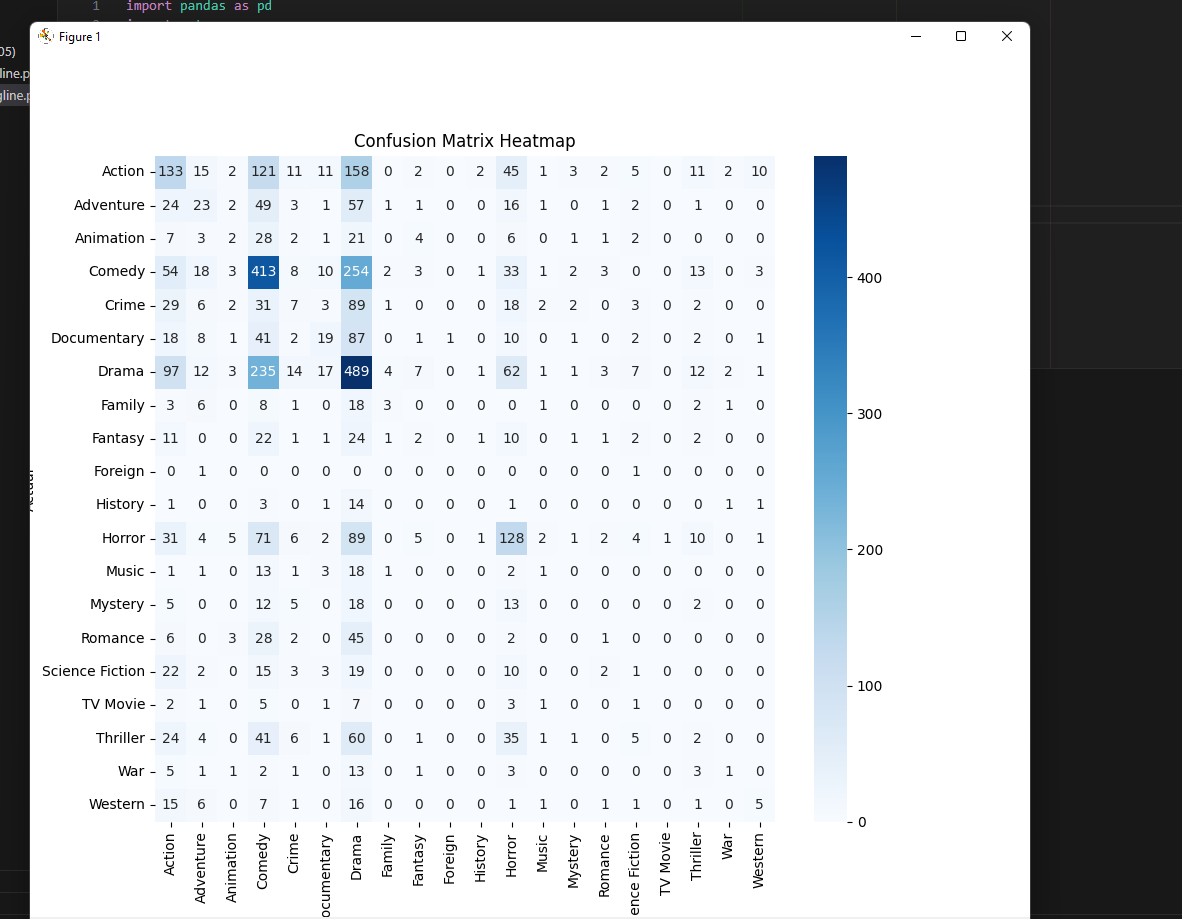 1 import pandas as pd
Figure 1
05)
line.p
gline.p
Confusion Matrix Heatmap
Action 133 15 2 121 11 11 158 0 2 0 2 45 1 3 2 5 0 11 2 10
Adventure 24 23 2 49 3 1 57 1 1 0 0 16 1 0 1 2 0 1 0 0
Animation 7 3 2 28 2 1 21 0 4 0 0 6 0 1 1 2 0 0 0 0
Comedy 54 18 3 413 8 10 254 2 3 0 1 33 1 2 3 0 0 13 0 3
400
Crime 29 6 2 31 7 3 89 1 0 0 0 18 2 2 0 3 0 2 0 0
Documentary 18 8 1 41 2 19 87 0 1 1 0 10 0 1 0 2 0 2 0 1
Drama 97 12 3 235 14 17 489 4 7 0 1 62 1 1 3 7 0 12 2 1
Family 3 6 0 8 1 0 18 3 0 0 0 0 1 0 0 0 0 2 1 0
300
Fantasy 11 0 0 22 1 1 24 1 2 0 1 10 0 1 1 2 0 2 0 0
Foreign 0 1 0 0 0 0 0 0 0 0 0 0 0 0 0 1 0 0 0 0
History 1 0 0 3 0 1 14 0 0 0 0 1 0 0 0 0 0 0 1 1
Horror 31 4 5 71 6 2 89 0 5 0 1 128 2 1 2 4 1 10 0 1
200
Music 1 1 0 13 1 3 18 1 0 0 0 2 1 0 0 0 0 0 0 0
Mystery 5 0 0 12 5 0 18 0 0 0 0 13 0 0 0 0 0 2 0 0
Romance 6 0 3 28 2 0 45 0 0 0 0 2 0 0 1 0 0 0 0 0
Science Fiction 22 2 0 15 3 3 19 0 0 0 0 10 0 0 2 1 0 0 0 0
100
TV Movie 2 1 0 5 0 1 7 0 0 0 0 3 1 0 0 1 0 0 0 0
Thriller 24 4 0 41 6 1 60 0 1 0 0 35 1 1 0 5 0 2 0 0
War 5 1 1 2 1 0 13 0 1 0 0 3 0 0 0 0 0 3 1 0
Western 15 6 0 7 1 0 16 0 0 0 0 1 1 0 1 1 0 1 0 5
0
Action
Adventure
Animation
Comedy
Crime
ocumentary
Drama
Family
Fantasy
Foreign
History
Horror
Music
Mystery
Romance
ence Fiction
TV Movie
Thriller
War
Western